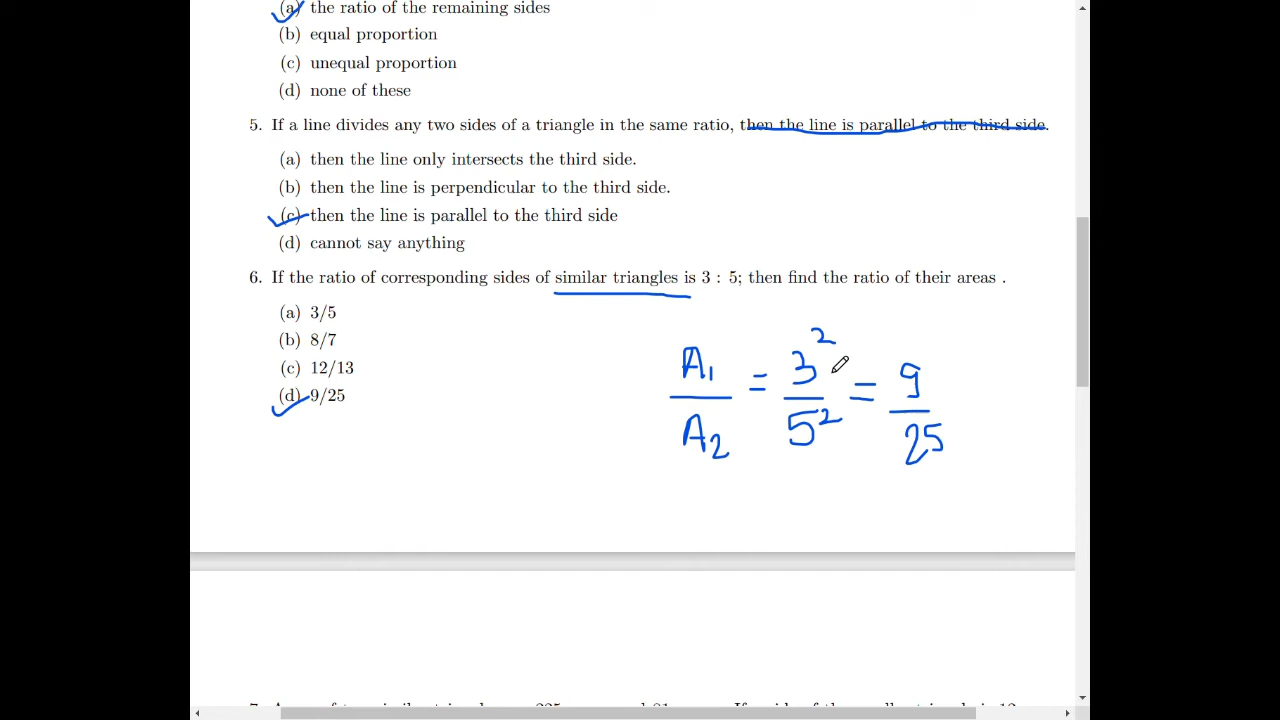 (a) the ratio of the remaining sides
(b) equal proportion
(c) unequal proportion
(d) none of these
5. If a line divides any two sides of a triangle in the same ratio, then the line is parallel to the third side.
(a) then the line only intersects the third side.
(b) then the line is perpendicular to the third side.
(c) then the line is parallel to the third side
(d) cannot say anything
6. If the ratio of corresponding sides of similar triangles is 3 : 5; then find the ratio of their areas .
(a) 3/5
(b) 8/7
(c) 12/13
(d) 9/25
A₁/A₂ = 3²/5² = 9/25